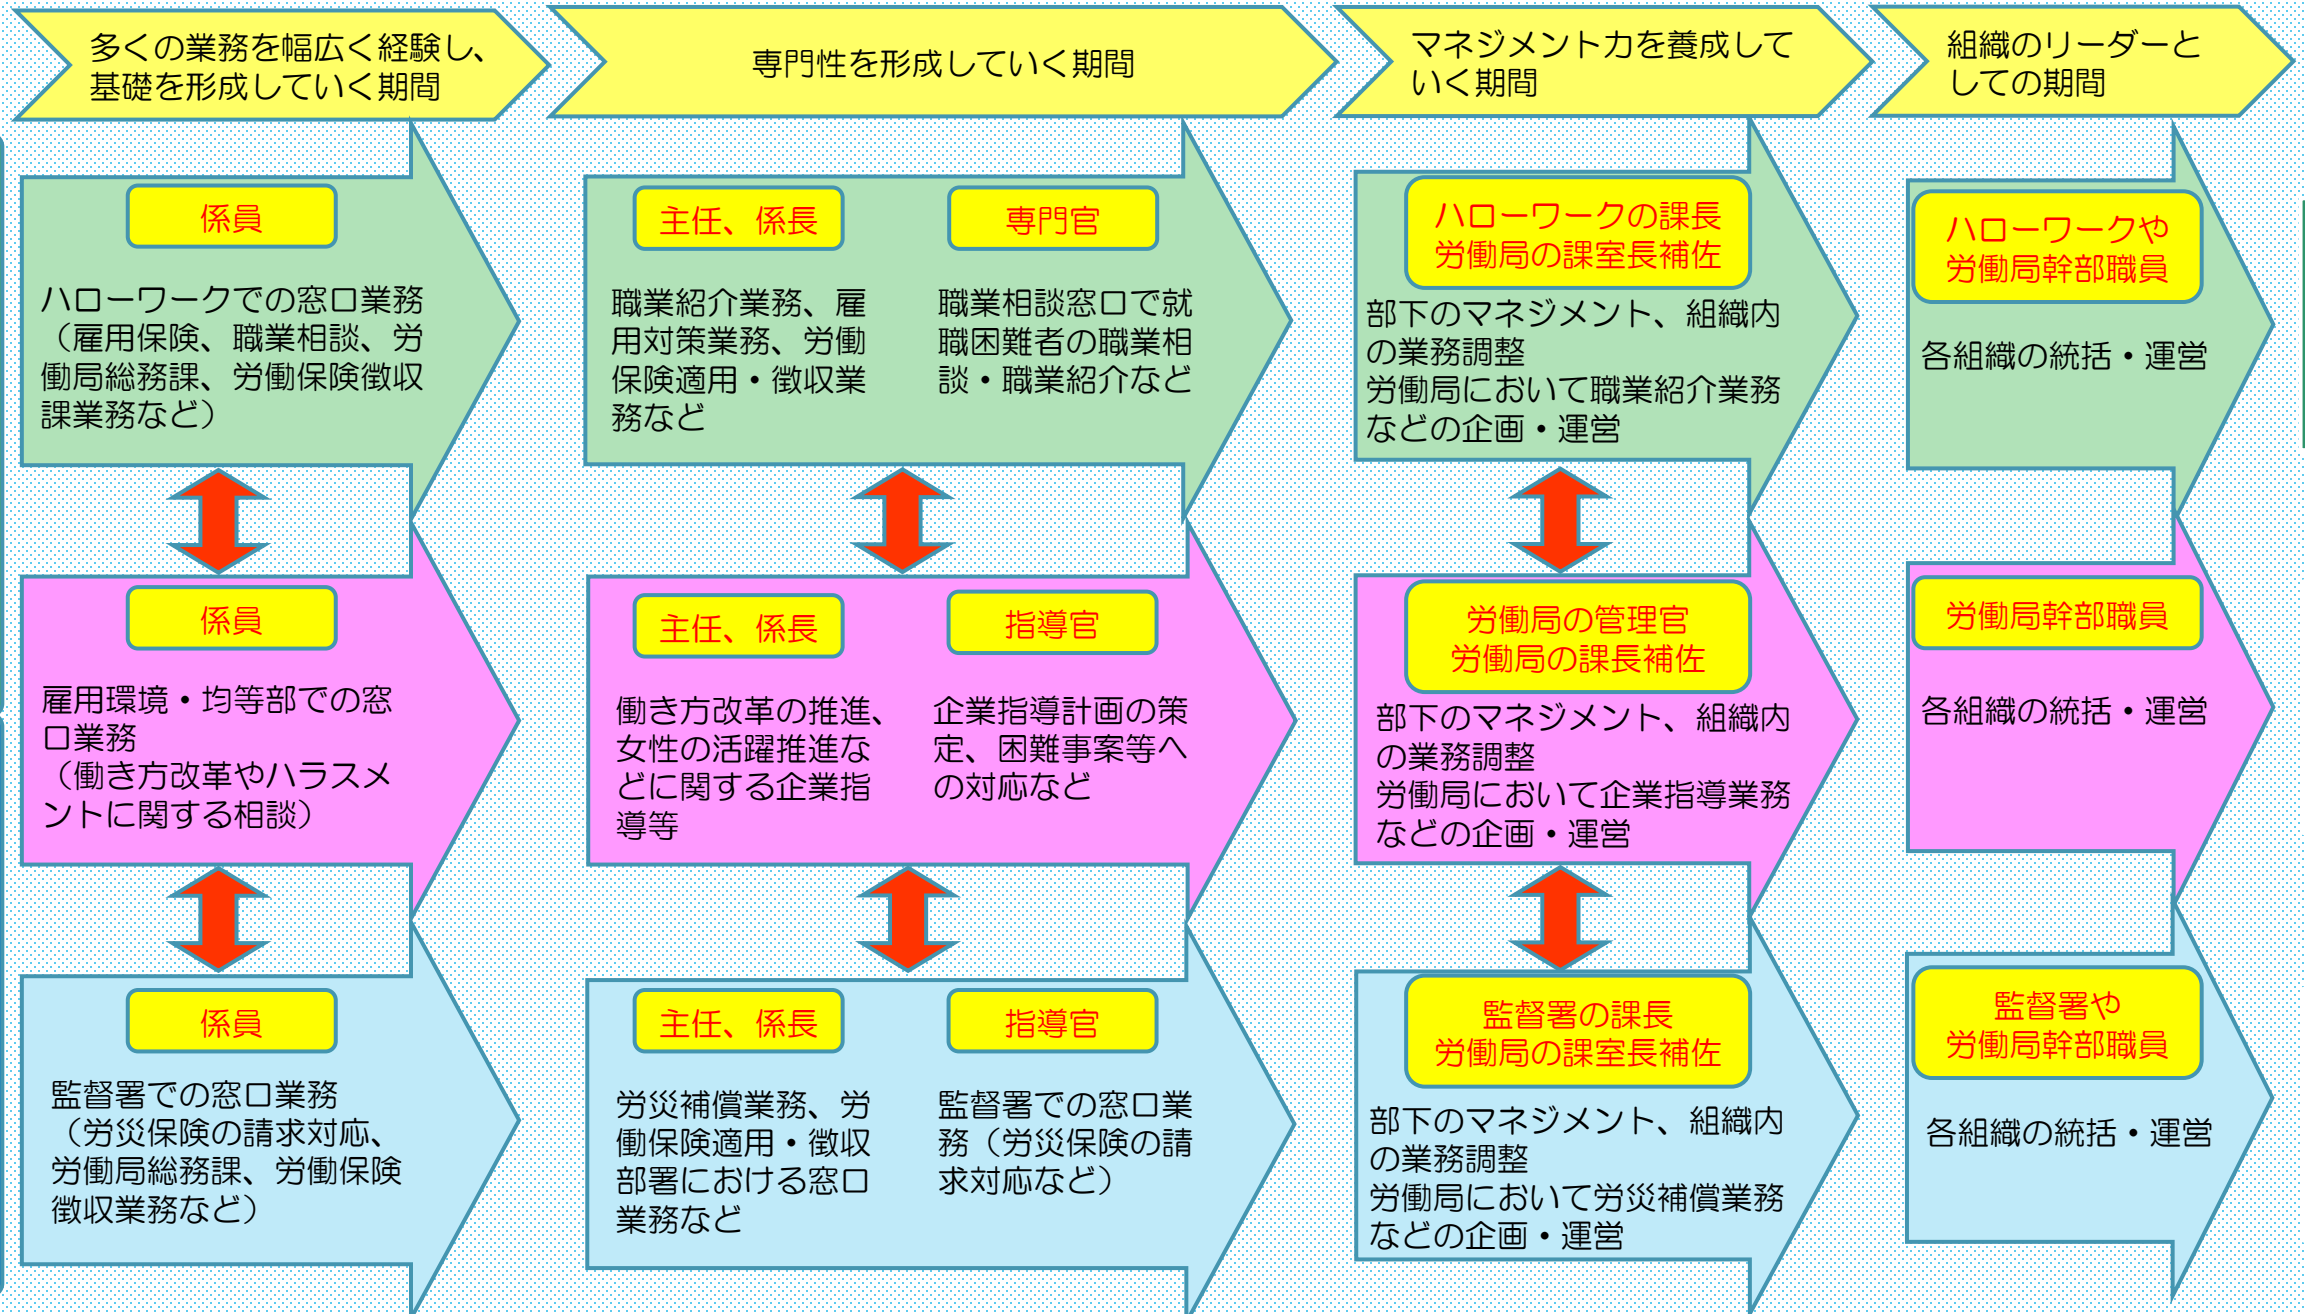 多くの業務を幅広く経験し、
基礎を形成していく期間
専門性を形成していく期間
マネジメント力を養成して
いく期間
組織のリーダーと
しての期間
係員
ハローワークでの窓口業務
（雇用保険、職業相談、労
働局総務課、労働保険徴収
課業務など）
主任、係長
職業紹介業務、雇
用対策業務、労働
保険適用・徴収業
務など
専門官
職業相談窓口で就
職困難者の職業相
談・職業紹介など
ハローワークの課長
労働局の課室長補佐
部下のマネジメント、組織内
の業務調整
労働局において職業紹介業務
などの企画・運営
ハローワークや
労働局幹部職員
各組織の統括・運営
係員
雇用環境・均等部での窓
口業務
（働き方改革やハラスメ
ントに関する相談）
主任、係長
働き方改革の推進、
女性の活躍推進な
どに関する企業指
導等
指導官
企業指導計画の策
定、困難事案等へ
の対応など
労働局の管理官
労働局の課長補佐
部下のマネジメント、組織内
の業務調整
労働局において企業指導業務
などの企画・運営
労働局幹部職員
各組織の統括・運営
係員
監督署での窓口業務
（労災保険の請求対応、
労働局総務課、労働保険
徴収業務など）
主任、係長
労災補償業務、労
働保険適用・徴収
部署における窓口
業務など
指導官
監督署での窓口業
務（労災保険の請
求対応など）
監督署の課長
労働局の課室長補佐
部下のマネジメント、組織内
の業務調整
労働局において労災補償業務
などの企画・運営
監督署や
労働局幹部職員
各組織の統括・運営